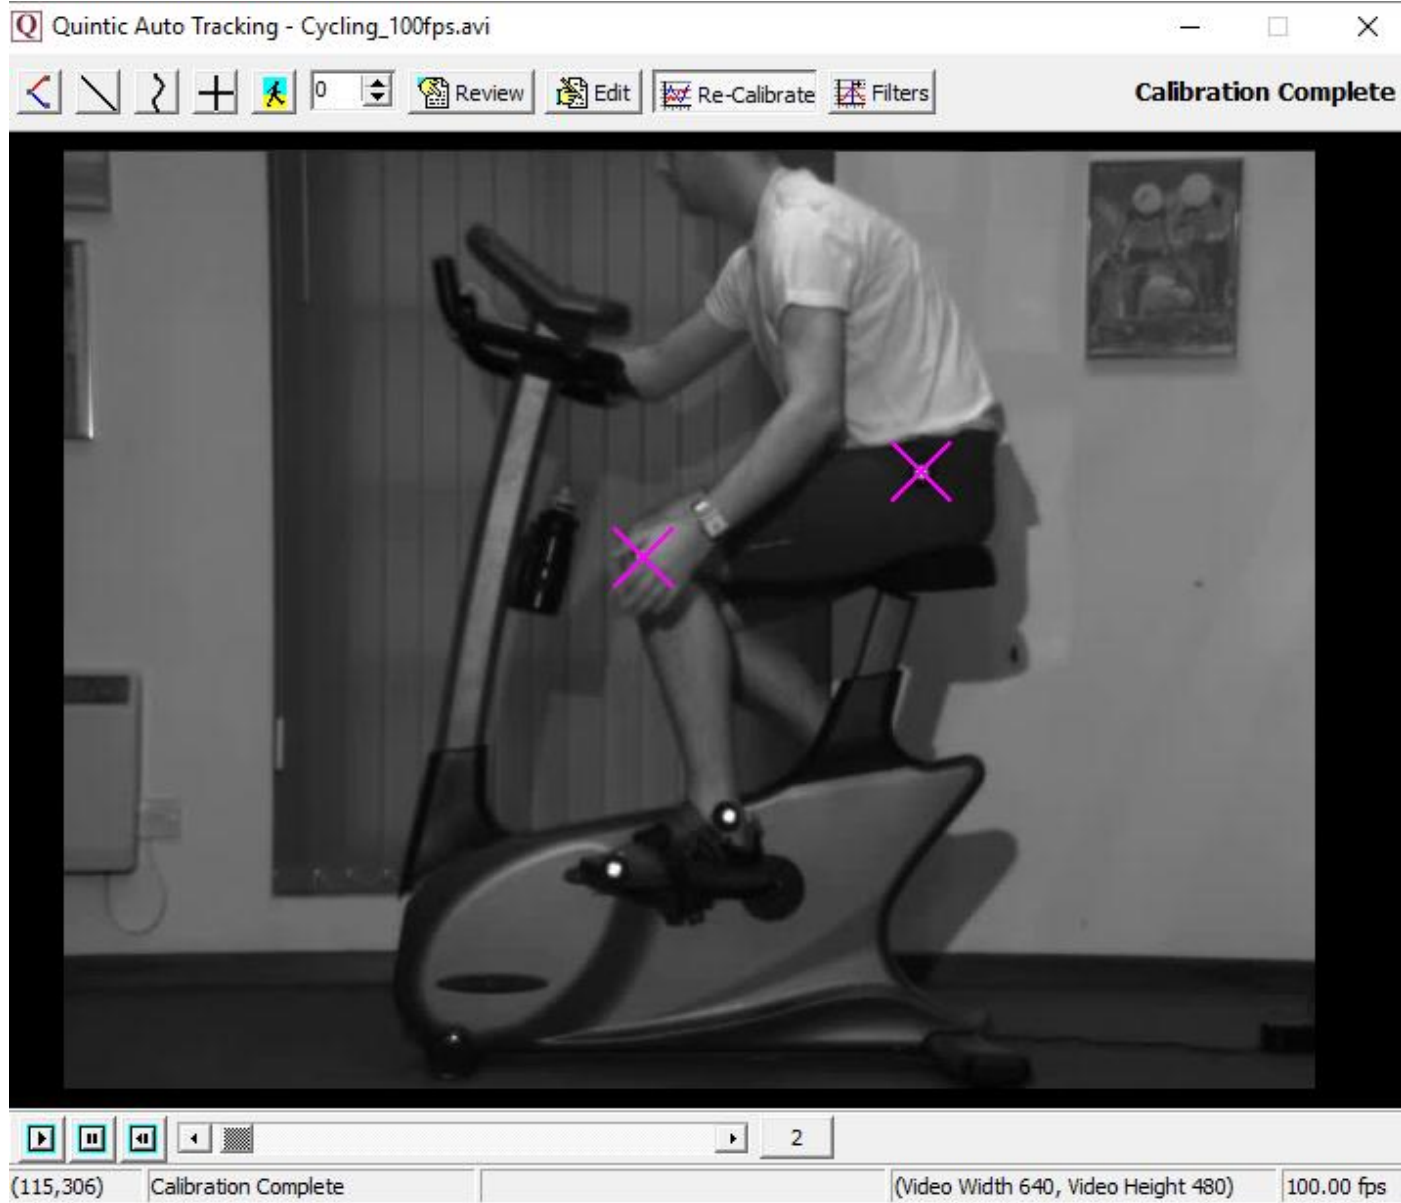 Q Quintic Auto Tracking - Cycling_100fps.avi
0 Review Edit Re-Calibrate Filters Calibration Complete
2
(115,306) Calibration Complete (Video Width 640, Video Height 480) 100.00 fps